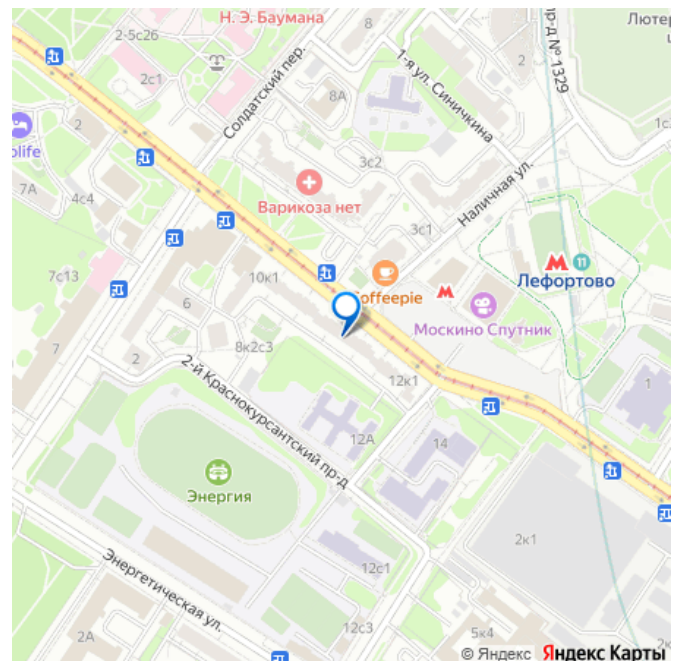 Н. Э. Баумана
8
Лютер
2-5с26
2с1
Солдатский пер.
8А
1-я ул. Синичкина
2
пр-д № 1329
1с
2
olife
7А
4с4
3с2
Варикоза нет
Наличная ул.
3с1
Лефортово
11
7с13
10к1
Coffeepie
Москино Спутник
6
8к2с3
7
2
2-й Краснокурсантский пр-д
12к1
1
12А
14
Энергия
2к1
12с1
Энергетическая ул.
2А
12с3
5к4
2к
© Яндекс Яндекс Карты